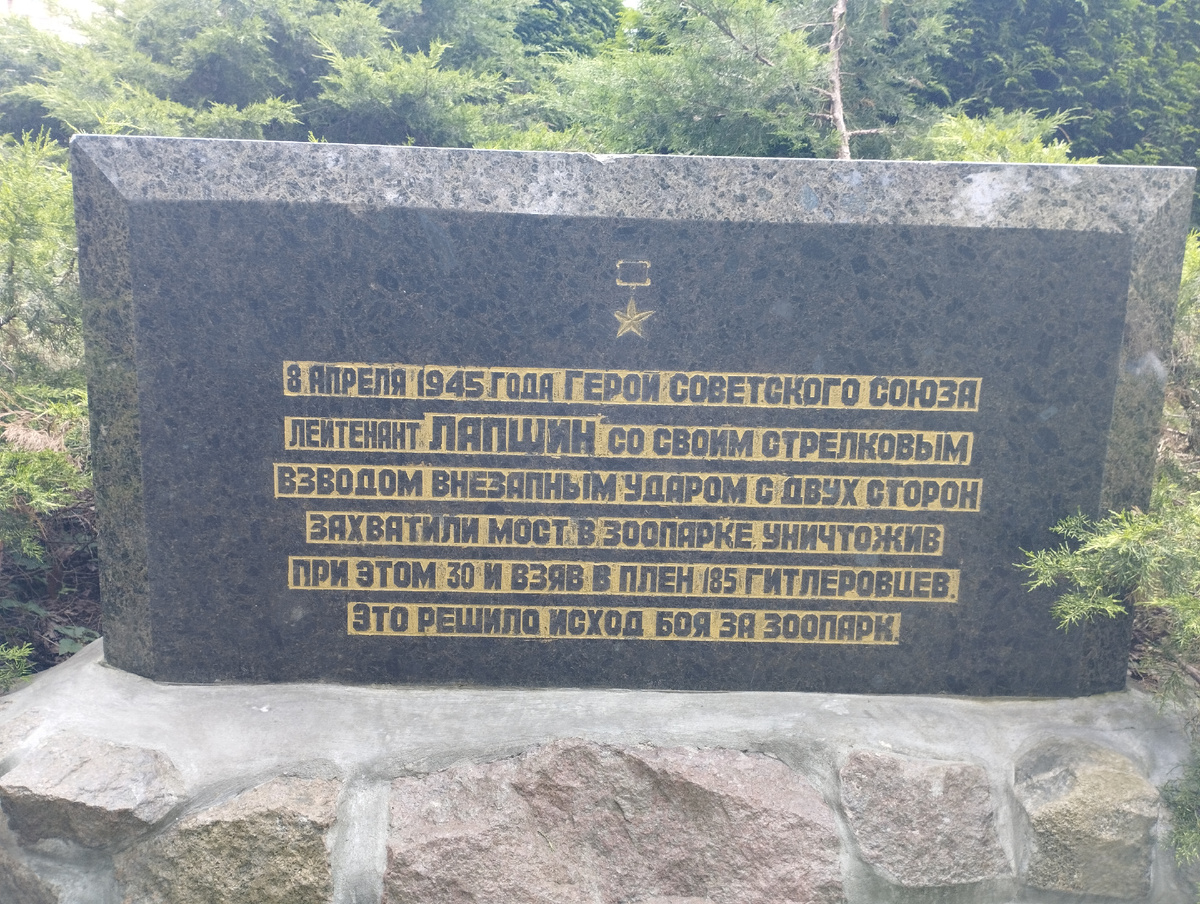 8 АПРЕЛЯ 1945 ГОДА ГЕРОЙ СОВЕТСКОГО СОЮЗА
ЛЕЙТЕНАНТ ЛАПШИН СО СВОИМ СТРЕЛКОВЫМ
ВЗВОДОМ ВНЕЗАПНЫМ УДАРОМ С ДВУХ СТОРОН
ЗАХВАТИЛИ МОСТ В ЗООПАРКЕ, УНИЧТОЖИВ
ПРИ ЭТОМ 30 И ВЗЯВ В ПЛЕН 185 ГИТЛЕРОВЦЕВ.
ЭТО РЕШИЛО ИСХОД БОЯ ЗА ЗООПАРК.